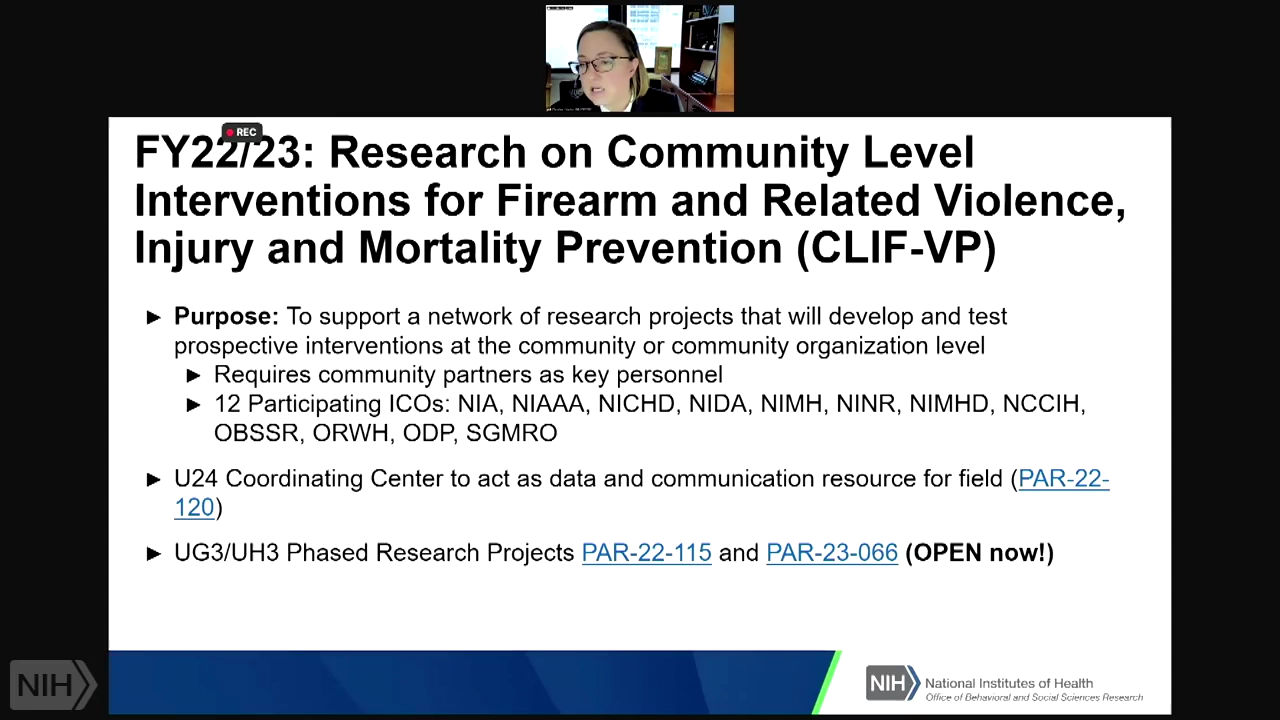 REC
FY22/23: Research on Community Level
Interventions for Firearm and Related Violence,
Injury and Mortality Prevention (CLIF-VP)
► Purpose: To support a network of research projects that will develop and test
prospective interventions at the community or community organization level
► Requires community partners as key personnel
► 12 Participating ICOs: NIA, NIAAA, NICHD, NIDA, NIMH, NINR, NIMHD, NCCIH,
OBSSR, ORWH, ODP, SGMRO
► U24 Coordinating Center to act as data and communication resource for field (PAR-22-
120)
► UG3/UH3 Phased Research Projects PAR-22-115 and PAR-23-066 (OPEN now!)
NIH
NIH
National Institutes of Health
Office of Behavioral and Social Sciences Research